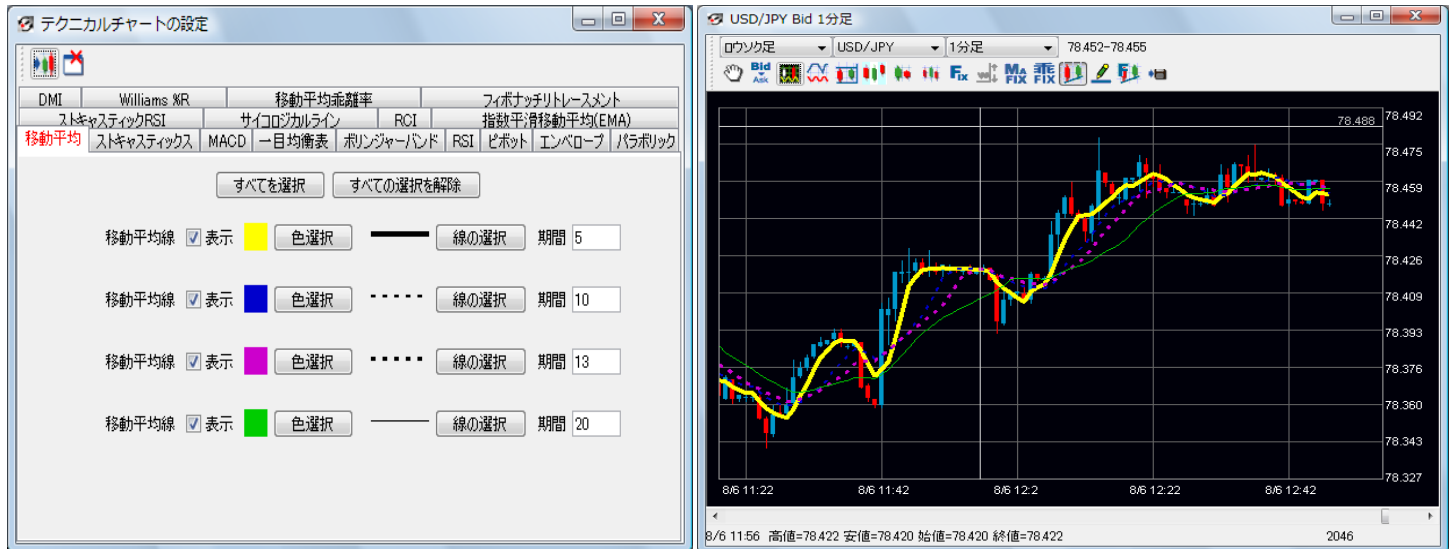 テクニカルチャートの設定
DMI Williams %R 移動平均乖離率 フィボナッチリトレースメント
ストキャスティックRSI サイコロジカルライン RCI 指数平滑移動平均(EMA)
移動平均 ストキャスティックス MACD 一目均衡表 ボリンジャーバンド RSI ピボット エンベロープ パラボリック
すべてを選択 すべての選択を解除
移動平均線 表示 色選択 線の選択 期間 5
移動平均線 表示 色選択 線の選択 期間 10
移動平均線 表示 色選択 線の選択 期間 13
移動平均線 表示 色選択 線の選択 期間 20
USD/JPY Bid 1分足
ロウソク足 USD/JPY 1分足 78.452-78.455
Bid Ask Fix MA FIX 乖 FIX F
78.488
78.492
78.475
78.459
78.442
78.426
78.409
78.393
78.376
78.360
78.343
78.327
8/6 11:22 8/6 11:42 8/6 12:2 8/6 12:22 8/6 12:42
8/6 11:56 高値=78.422 安値=78.420 始値=78.420 終値=78.422 2046